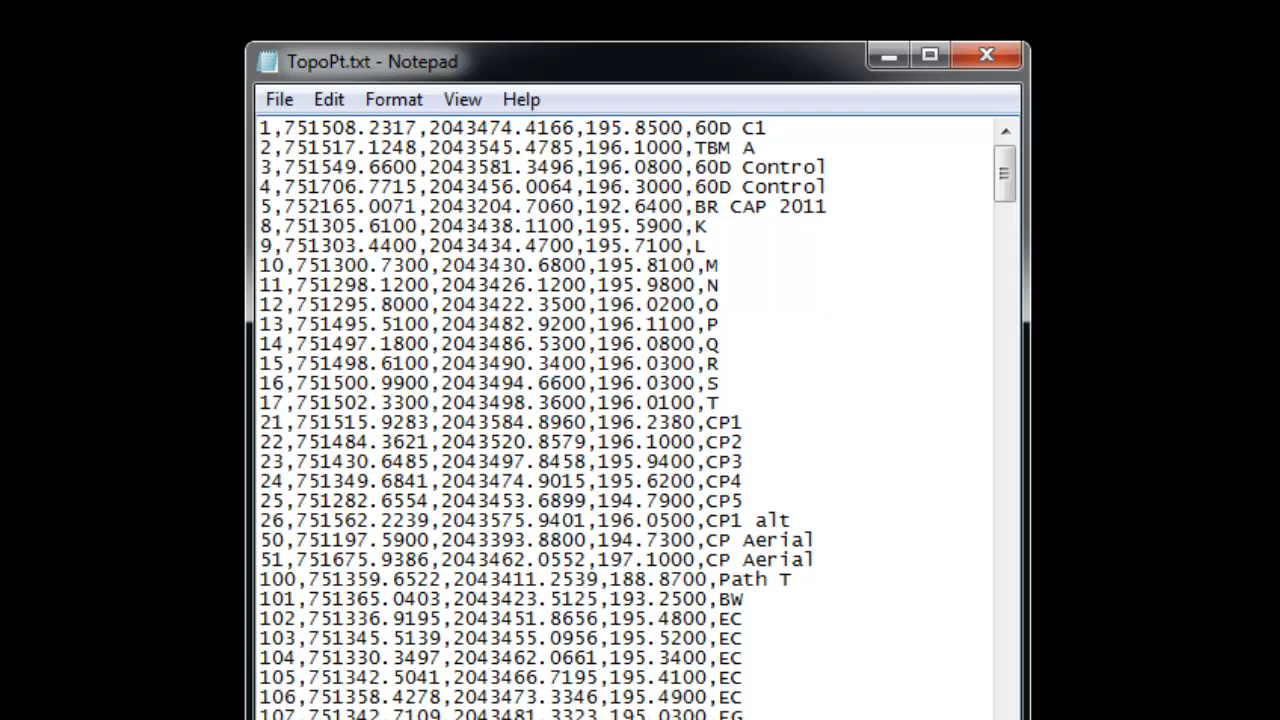 TopoPt.txt - Notepad
File Edit Format View Help
1,751508.2317,2043474.4166,195.8500,60D C1
2,751517.1248,2043545.4785,196.1000,TBM A
3,751549.6600,2043581.3496,196.0800,60D Control
4,751706.7715,2043456.0064,196.3000,60D Control
5,752165.0071,2043204.7060,192.6400,BR CAP 2011
8,751305.6100,2043438.1100,195.5900,K
9,751303.4400,2043434.4700,195.7100,L
10,751300.7300,2043430.6800,195.8100,M
11,751298.1200,2043426.1200,195.9800,N
12,751295.8000,2043422.3500,196.0200,O
13,751495.5100,2043482.9200,196.1100,P
14,751497.1800,2043486.5300,196.0800,Q
15,751498.6100,2043490.3400,196.0300,R
16,751500.9900,2043494.6600,196.0300,S
17,751502.3300,2043498.3600,196.0100,T
21,751515.9283,2043584.8960,196.2380,CP1
22,751484.3621,2043520.8579,196.1000,CP2
23,751430.6485,2043497.8458,195.9400,CP3
24,751349.6841,2043474.9015,195.6200,CP4
25,751282.6554,2043453.6899,194.7900,CP5
26,751562.2239,2043575.9401,196.0500,CP1 alt
50,751197.5900,2043393.8800,194.7300,CP Aerial
51,751675.9386,2043462.0552,197.1000,CP Aerial
100,751359.6522,2043411.2539,188.8700,Path T
101,751365.0403,2043423.5125,193.2500,BW
102,751336.9195,2043451.8656,195.4800,EC
103,751345.5139,2043455.0956,195.5200,EC
104,751330.3497,2043462.0661,195.3400,EC
105,751342.5041,2043466.7195,195.4100,EC
106,751358.4278,2043473.3346,195.4900,EC
107,751342.7109,2043481.3323,195.0300,EG